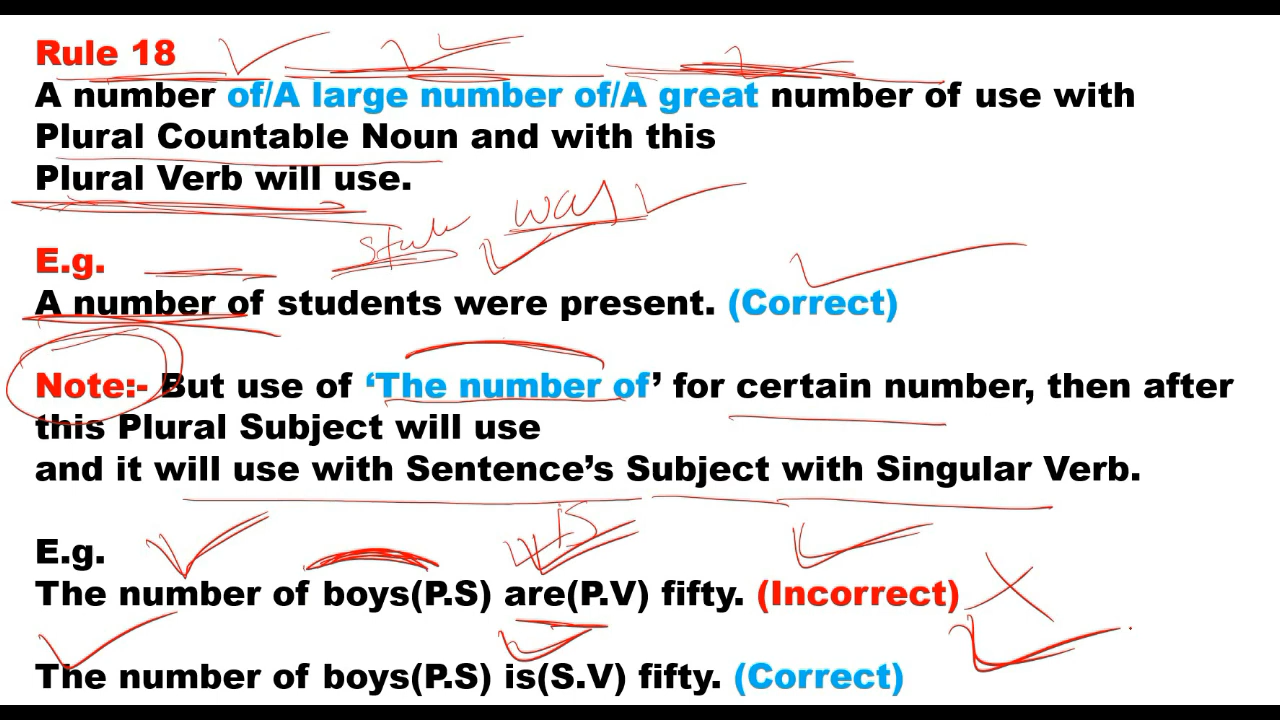 Rule 18
A number of/A large number of/A great number of use with
Plural Countable Noun and with this
Plural Verb will use.
was
E.g.
A number of students were present. (Correct)
Note:- But use of ‘The number of’ for certain number, then after
this Plural Subject will use
and it will use with Sentence’s Subject with Singular Verb.
is
E.g.
The number of boys(P.S) are(P.V) fifty. (Incorrect)
The number of boys(P.S) is(S.V) fifty. (Correct)